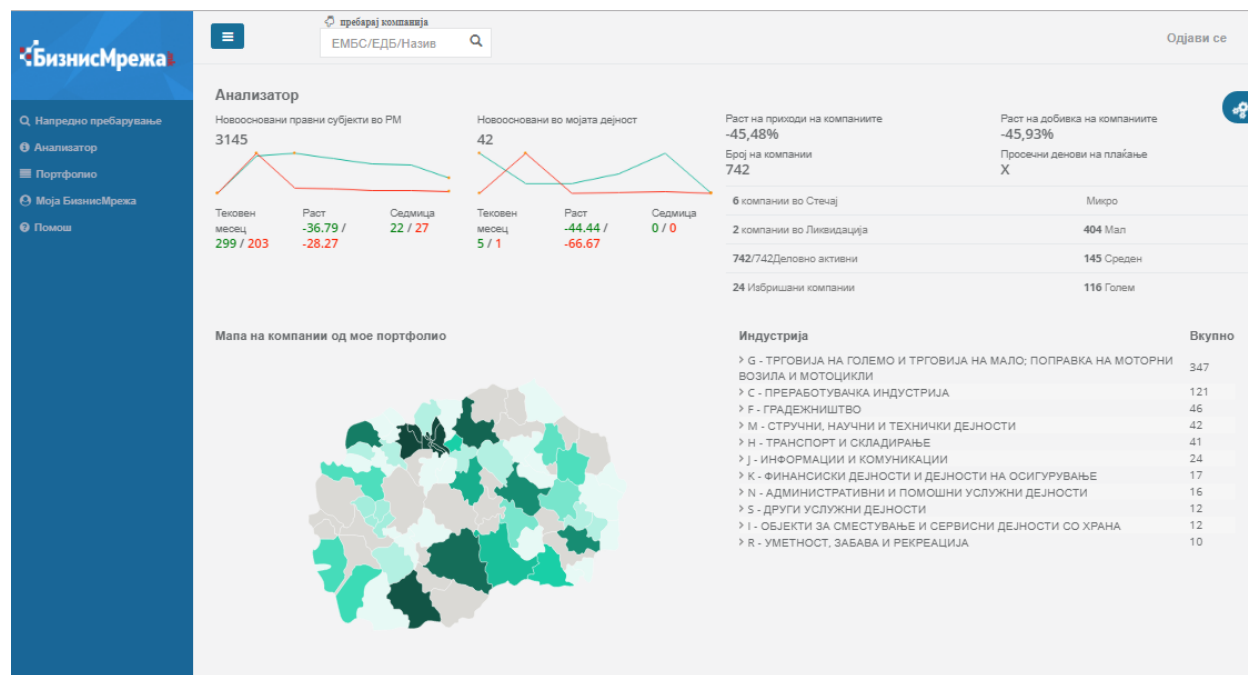 БизнисМрежа
пребарај компанија
ЕМБС/ЕДБ/Назив
Одјави се
Напредно пребарување
Анализатор
Портфолио
Моја БизнисМрежа
Помош
Анализатор
Новоосновани правни субјекти во РМ
3145
Тековен месец
299 / 203
Раст
-36.79 /
-28.27
Седмица
22 / 27
Новоосновани во мојата дејност
42
Тековен месец
5 / 1
Раст
-44.44 /
-66.67
Седмица
0 / 0
Раст на приходи на компаниите
-45,48%
Раст на добивка на компаниите
-45,93%
Број на компании
742
Просечни денови на плаќање
X
6 компании во Стечај
Микро
2 компании во Ликвидација
404 Мал
742/742Деловно активни
145 Среден
24 Избришани компании
116 Голем
Мапа на компании од мое портфолио
Индустрија Вкупно
G - ТРГОВИЈА НА ГОЛЕМО И ТРГОВИЈА НА МАЛО; ПОПРАВКА НА МОТОРНИ
ВОЗИЛА И МОТОЦИКЛИ 347
C - ПРЕРАБОТУВАЧКА ИНДУСТРИЈА 121
F - ГРАДЕЖНИШТВО 46
M - СТРУЧНИ, НАУЧНИ И ТЕХНИЧКИ ДЕЈНОСТИ 42
H - ТРАНСПОРТ И СКЛАДИРАЊЕ 41
J - ИНФОРМАЦИИ И КОМУНИКАЦИИ 24
K - ФИНАНСИСКИ ДЕЈНОСТИ И ДЕЈНОСТИ НА ОСИГУРУВАЊЕ 17
N - АДМИНИСТРАТИВНИ И ПОМОШНИ УСЛУЖНИ ДЕЈНОСТИ 16
S - ДРУГИ УСЛУЖНИ ДЕЈНОСТИ 12
I - ОБЈЕКТИ ЗА СМЕСТУВАЊЕ И СЕРВИСНИ ДЕЈНОСТИ СО ХРАНА 12
R - УМЕТНОСТ, ЗАБАВА И РЕКРЕАЦИЈА 10